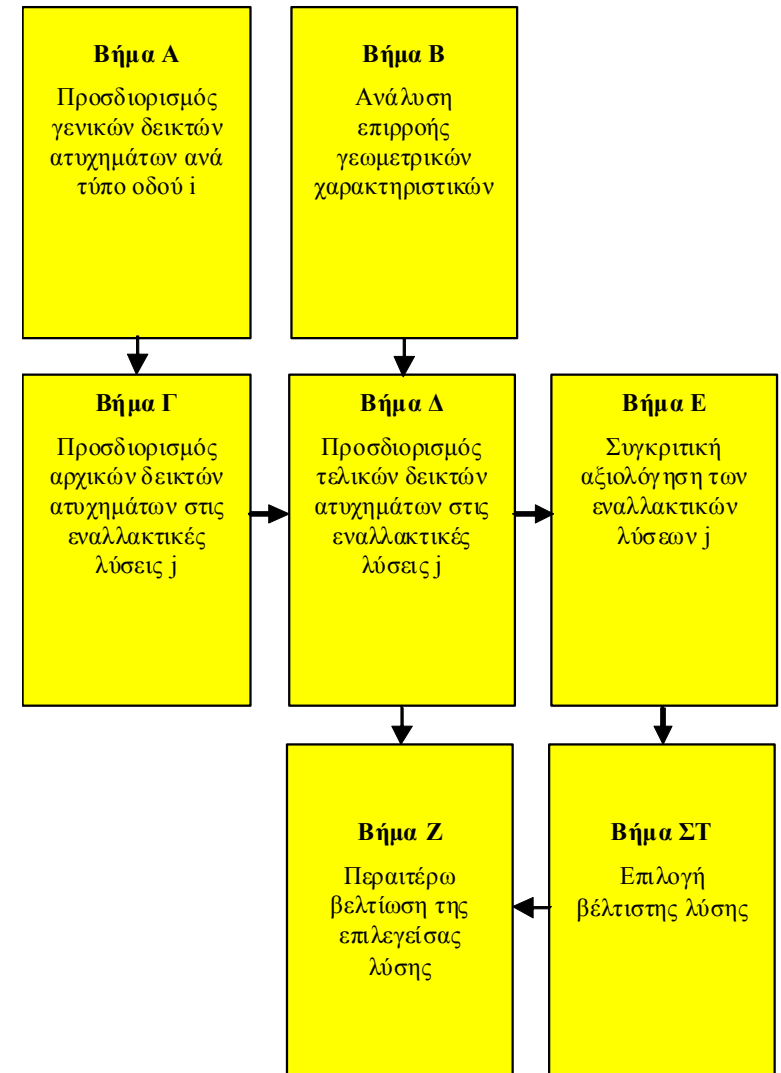 Βήμα Α
Προσδιορισμός
γενικών δεικτών
ατυχημάτων ανά
τύπο οδού i
Βήμα Β
Ανάλυση
επιρροής
γεωμετρικών
χαρακτηριστικών
Βήμα Γ
Προσδιορισμός
αρχικών δεικτών
ατυχημάτων στις
εναλλακτικές
λύσεις j
Βήμα Δ
Προσδιορισμός
τελικών δεικτών
ατυχημάτων στις
εναλλακτικές
λύσεις j
Βήμα Ε
Συγκριτική
αξιολόγηση των
εναλλακτικών
λύσεων j
Βήμα Ζ
Περαιτέρω
βελτίωση της
επιλεγείσας
λύσης
Βήμα ΣΤ
Επιλογή
βέλτιστης λύσης